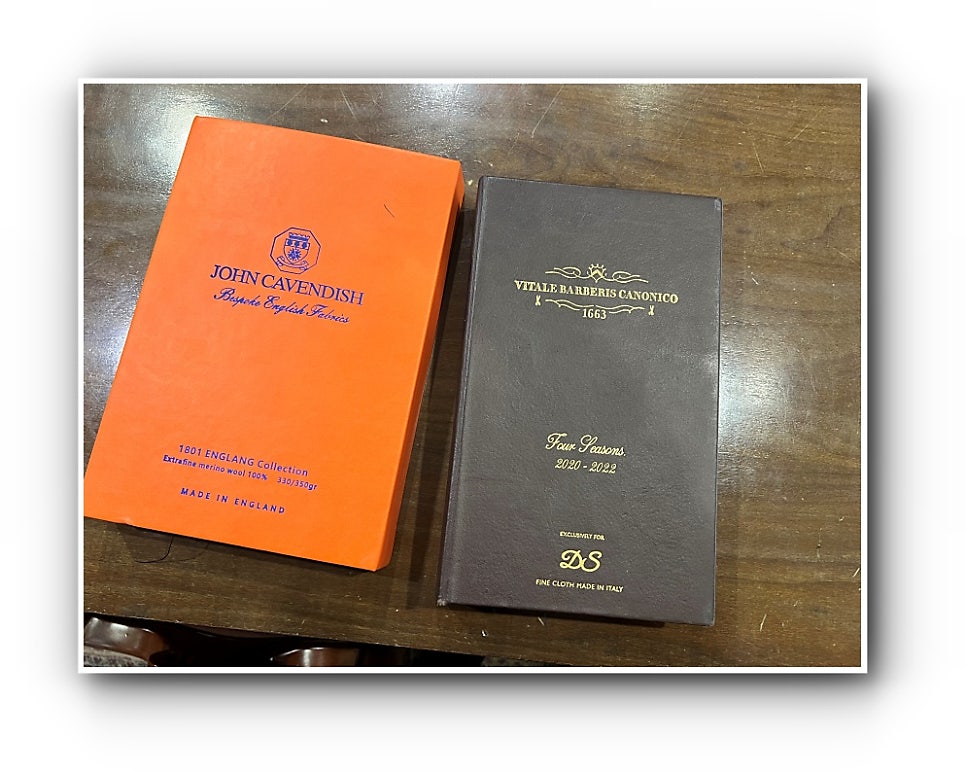 JOHN CAVENDISH
Bespoke English Fabrics
1801 ENGLANG Collection
Extrafine merino wool 100% 330/350gr
MADE IN ENGLAND
VITALE BARBERIS CANONICO
1663
Four Seasons.
2020 - 2022
EXCLUSIVELY FOR
DS
FINE CLOTH MADE IN ITALY